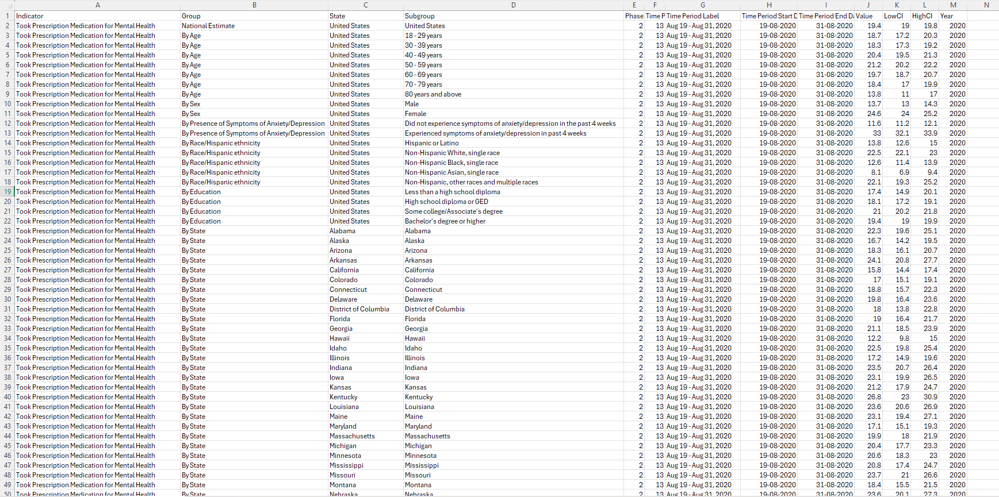 A B C D E F G H I J K L M N
1 Indicator Group State Subgroup Phase Time P Time Period Label Time Period Start D Time Period End Da Value LowCI HighCI Year
2 Took Prescription Medication for Mental Health National Estimate United States United States 2 13 Aug 19 - Aug 31, 2020 19-08-2020 31-08-2020 19.4 19 19.8 2020
3 Took Prescription Medication for Mental Health By Age United States 18 - 29 years 2 13 Aug 19 - Aug 31, 2020 19-08-2020 31-08-2020 18.7 17.2 20.3 2020
4 Took Prescription Medication for Mental Health By Age United States 30 - 39 years 2 13 Aug 19 - Aug 31, 2020 19-08-2020 31-08-2020 18.3 17.3 19.2 2020
5 Took Prescription Medication for Mental Health By Age United States 40 - 49 years 2 13 Aug 19 - Aug 31, 2020 19-08-2020 31-08-2020 20.4 19.5 21.3 2020
6 Took Prescription Medication for Mental Health By Age United States 50 - 59 years 2 13 Aug 19 - Aug 31, 2020 19-08-2020 31-08-2020 21.2 20.2 22.2 2020
7 Took Prescription Medication for Mental Health By Age United States 60 - 69 years 2 13 Aug 19 - Aug 31, 2020 19-08-2020 31-08-2020 19.7 18.7 20.7 2020
8 Took Prescription Medication for Mental Health By Age United States 70 - 79 years 2 13 Aug 19 - Aug 31, 2020 19-08-2020 31-08-2020 18.4 17 19.9 2020
9 Took Prescription Medication for Mental Health By Age United States 80 years and above 2 13 Aug 19 - Aug 31, 2020 19-08-2020 31-08-2020 13.8 11 17 2020
10 Took Prescription Medication for Mental Health By Sex United States Male 2 13 Aug 19 - Aug 31, 2020 19-08-2020 31-08-2020 13.7 13 14.3 2020
11 Took Prescription Medication for Mental Health By Sex United States Female 2 13 Aug 19 - Aug 31, 2020 19-08-2020 31-08-2020 24.6 24 25.2 2020
12 Took Prescription Medication for Mental Health By Presence of Symptoms of Anxiety/Depression United States Did not experience symptoms of anxiety/depression in the past 4 weeks 2 13 Aug 19 - Aug 31, 2020 19-08-2020 31-08-2020 11.6 11.2 12.1 2020
13 Took Prescription Medication for Mental Health By Presence of Symptoms of Anxiety/Depression United States Experienced symptoms of anxiety/depression in past 4 weeks 2 13 Aug 19 - Aug 31, 2020 19-08-2020 31-08-2020 33 32.1 33.9 2020
14 Took Prescription Medication for Mental Health By Race/Hispanic ethnicity United States Hispanic or Latino 2 13 Aug 19 - Aug 31, 2020 19-08-2020 31-08-2020 13.8 12.6 15 2020
15 Took Prescription Medication for Mental Health By Race/Hispanic ethnicity United States Non-Hispanic White, single race 2 13 Aug 19 - Aug 31, 2020 19-08-2020 31-08-2020 22.5 22.1 23 2020
16 Took Prescription Medication for Mental Health By Race/Hispanic ethnicity United States Non-Hispanic Black, single race 2 13 Aug 19 - Aug 31, 2020 19-08-2020 31-08-2020 12.6 11.4 13.9 2020
17 Took Prescription Medication for Mental Health By Race/Hispanic ethnicity United States Non-Hispanic Asian, single race 2 13 Aug 19 - Aug 31, 2020 19-08-2020 31-08-2020 8.1 6.9 9.4 2020
18 Took Prescription Medication for Mental Health By Race/Hispanic ethnicity United States Non-Hispanic, other races and multiple races 2 13 Aug 19 - Aug 31, 2020 19-08-2020 31-08-2020 22.1 19.3 25.2 2020
19 Took Prescription Medication for Mental Health By Education United States Less than a high school diploma 2 13 Aug 19 - Aug 31, 2020 19-08-2020 31-08-2020 17.4 14.9 20.1 2020
20 Took Prescription Medication for Mental Health By Education United States High school diploma or GED 2 13 Aug 19 - Aug 31, 2020 19-08-2020 31-08-2020 18.1 17.2 19.1 2020
21 Took Prescription Medication for Mental Health By Education United States Some college/Associate's degree 2 13 Aug 19 - Aug 31, 2020 19-08-2020 31-08-2020 21 20.2 21.8 2020
22 Took Prescription Medication for Mental Health By Education United States Bachelor's degree or higher 2 13 Aug 19 - Aug 31, 2020 19-08-2020 31-08-2020 19.4 19 19.9 2020
23 Took Prescription Medication for Mental Health By State Alabama Alabama 2 13 Aug 19 - Aug 31, 2020 19-08-2020 31-08-2020 22.3 19.6 25.1 2020
24 Took Prescription Medication for Mental Health By State Alaska Alaska 2 13 Aug 19 - Aug 31, 2020 19-08-2020 31-08-2020 16.7 14.2 19.5 2020
25 Took Prescription Medication for Mental Health By State Arizona Arizona 2 13 Aug 19 - Aug 31, 2020 19-08-2020 31-08-2020 18.3 16.1 20.7 2020
26 Took Prescription Medication for Mental Health By State Arkansas Arkansas 2 13 Aug 19 - Aug 31, 2020 19-08-2020 31-08-2020 24.1 20.8 27.7 2020
27 Took Prescription Medication for Mental Health By State California California 2 13 Aug 19 - Aug 31, 2020 19-08-2020 31-08-2020 15.8 14.4 17.4 2020
28 Took Prescription Medication for Mental Health By State Colorado Colorado 2 13 Aug 19 - Aug 31, 2020 19-08-2020 31-08-2020 17 15.1 19.1 2020
29 Took Prescription Medication for Mental Health By State Connecticut Connecticut 2 13 Aug 19 - Aug 31, 2020 19-08-2020 31-08-2020 18.8 15.7 22.3 2020
30 Took Prescription Medication for Mental Health By State Delaware Delaware 2 13 Aug 19 - Aug 31, 2020 19-08-2020 31-08-2020 19.8 16.4 23.6 2020
31 Took Prescription Medication for Mental Health By State District of Columbia District of Columbia 2 13 Aug 19 - Aug 31, 2020 19-08-2020 31-08-2020 18 13.8 22.8 2020
32 Took Prescription Medication for Mental Health By State Florida Florida 2 13 Aug 19 - Aug 31, 2020 19-08-2020 31-08-2020 19 16.4 21.7 2020
33 Took Prescription Medication for Mental Health By State Georgia Georgia 2 13 Aug 19 - Aug 31, 2020 19-08-2020 31-08-2020 21.1 18.5 23.9 2020
34 Took Prescription Medication for Mental Health By State Hawaii Hawaii 2 13 Aug 19 - Aug 31, 2020 19-08-2020 31-08-2020 12.2 9.8 15 2020
35 Took Prescription Medication for Mental Health By State Idaho Idaho 2 13 Aug 19 - Aug 31, 2020 19-08-2020 31-08-2020 22.5 19.8 25.4 2020
36 Took Prescription Medication for Mental Health By State Illinois Illinois 2 13 Aug 19 - Aug 31, 2020 19-08-2020 31-08-2020 17.2 14.9 19.6 2020
37 Took Prescription Medication for Mental Health By State Indiana Indiana 2 13 Aug 19 - Aug 31, 2020 19-08-2020 31-08-2020 23.5 20.7 26.4 2020
38 Took Prescription Medication for Mental Health By State Iowa Iowa 2 13 Aug 19 - Aug 31, 2020 19-08-2020 31-08-2020 23.1 19.9 26.5 2020
39 Took Prescription Medication for Mental Health By State Kansas Kansas 2 13 Aug 19 - Aug 31, 2020 19-08-2020 31-08-2020 21.2 17.9 24.7 2020
40 Took Prescription Medication for Mental Health By State Kentucky Kentucky 2 13 Aug 19 - Aug 31, 2020 19-08-2020 31-08-2020 26.8 23 30.9 2020
41 Took Prescription Medication for Mental Health By State Louisiana Louisiana 2 13 Aug 19 - Aug 31, 2020 19-08-2020 31-08-2020 23.6 20.6 26.9 2020
42 Took Prescription Medication for Mental Health By State Maine Maine 2 13 Aug 19 - Aug 31, 2020 19-08-2020 31-08-2020 23.1 19.4 27.1 2020
43 Took Prescription Medication for Mental Health By State Maryland Maryland 2 13 Aug 19 - Aug 31, 2020 19-08-2020 31-08-2020 17.1 15.1 19.3 2020
44 Took Prescription Medication for Mental Health By State Massachusetts Massachusetts 2 13 Aug 19 - Aug 31, 2020 19-08-2020 31-08-2020 19.9 18 21.9 2020
45 Took Prescription Medication for Mental Health By State Michigan Michigan 2 13 Aug 19 - Aug 31, 2020 19-08-2020 31-08-2020 20.4 17.7 23.3 2020
46 Took Prescription Medication for Mental Health By State Minnesota Minnesota 2 13 Aug 19 - Aug 31, 2020 19-08-2020 31-08-2020 20.6 18.3 23 2020
47 Took Prescription Medication for Mental Health By State Mississippi Mississippi 2 13 Aug 19 - Aug 31, 2020 19-08-2020 31-08-2020 20.8 17.4 24.7 2020
48 Took Prescription Medication for Mental Health By State Missouri Missouri 2 13 Aug 19 - Aug 31, 2020 19-08-2020 31-08-2020 23.7 21 26.6 2020
49 Took Prescription Medication for Mental Health By State Montana Montana 2 13 Aug 19 - Aug 31, 2020 19-08-2020 31-08-2020 18.4 15.5 21.5 2020
50 Took Prescription Medication for Mental Health By State Nebraska Nebraska 2 13 Aug 19 - Aug 31, 2020 19-08-2020 31-08-2020 23.6 20.1 27.3 2020